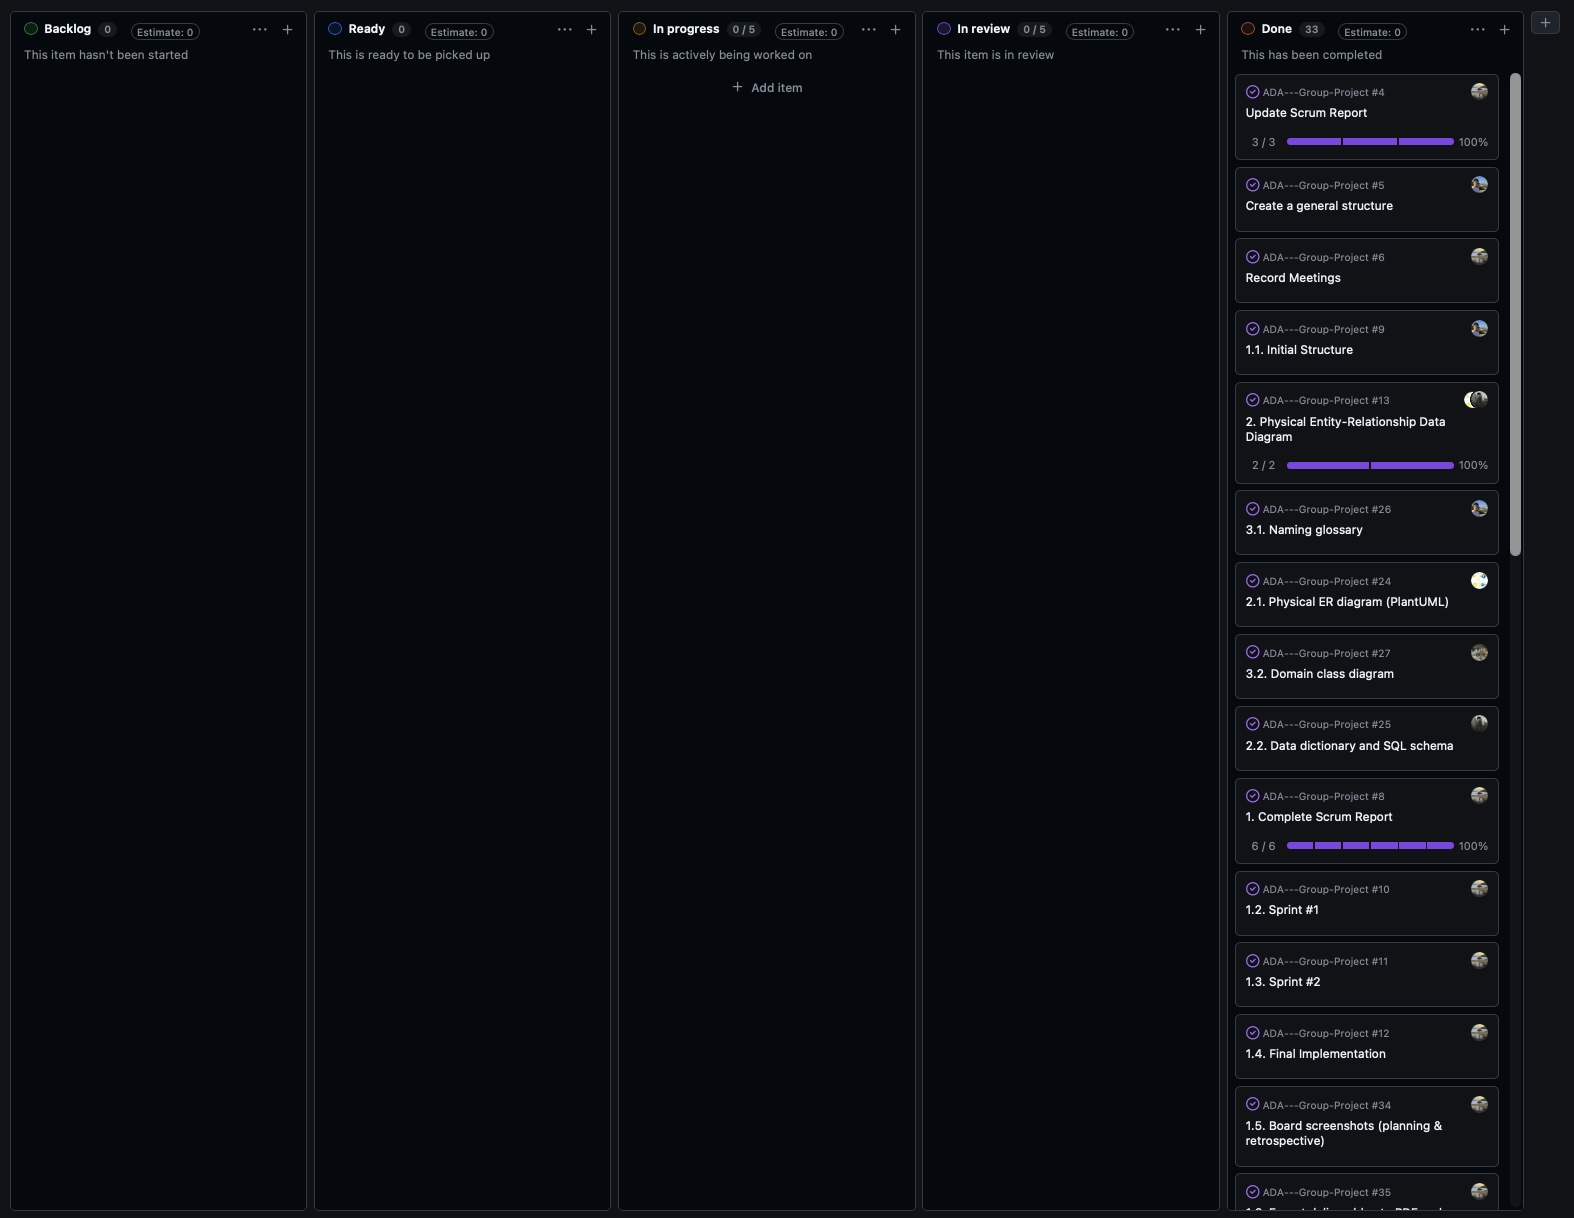 Backlog 0 Estimate: 0
This item hasn't been started
Ready 0 Estimate: 0
This is ready to be picked up
In progress 0 / 5 Estimate: 0
This is actively being worked on
Add item
In review 0 / 5 Estimate: 0
This item is in review
Done 33 Estimate: 0
This has been completed
ADA---Group-Project #4
Update Scrum Report
3 / 3 100%
ADA---Group-Project #5
Create a general structure
ADA---Group-Project #6
Record Meetings
ADA---Group-Project #9
1.1. Initial Structure
ADA---Group-Project #13
2. Physical Entity-Relationship Data
Diagram
2 / 2 100%
ADA---Group-Project #26
3.1. Naming glossary
ADA---Group-Project #24
2.1. Physical ER diagram (PlantUML)
ADA---Group-Project #27
3.2. Domain class diagram
ADA---Group-Project #25
2.2. Data dictionary and SQL schema
ADA---Group-Project #8
1. Complete Scrum Report
6 / 6 100%
ADA---Group-Project #10
1.2. Sprint #1
ADA---Group-Project #11
1.3. Sprint #2
ADA---Group-Project #12
1.4. Final Implementation
ADA---Group-Project #34
1.5. Board screenshots (planning &
retrospective)
ADA---Group-Project #35